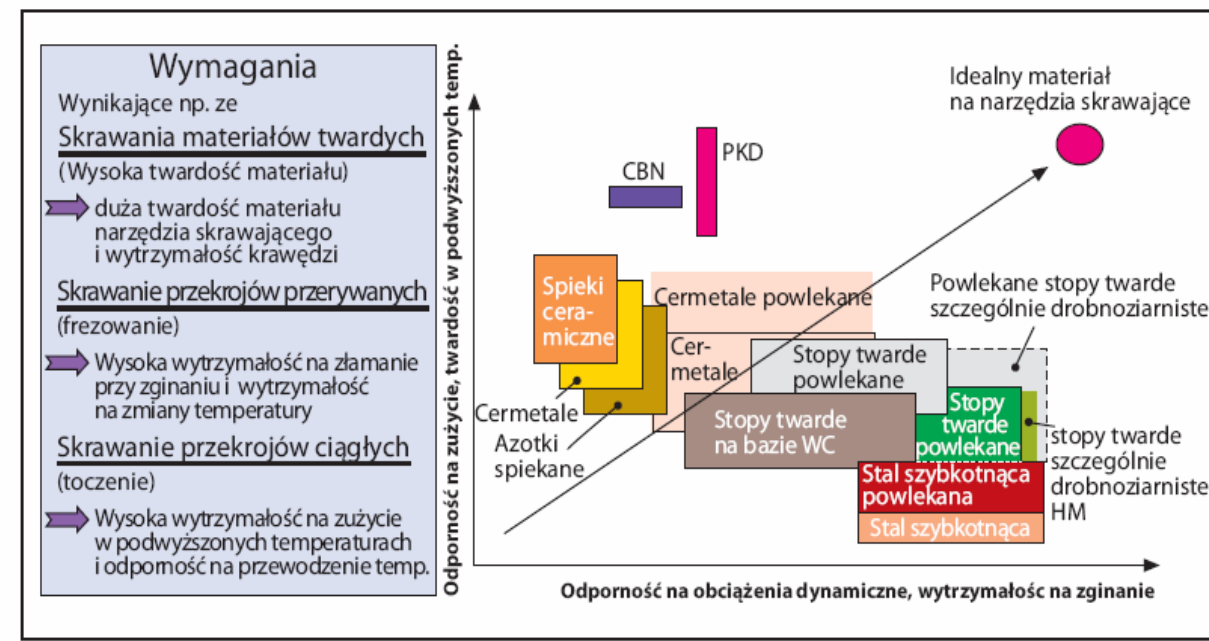 Wymagania
Wynikające np. ze
Skrawania materiałów twardych
(Wysoka twardość materiału)
duża twardość materiału
narzędzia skrawającego
i wytrzymałość krawędzi
Skrawanie przekrojów przerywanych
(frezowanie)
Wysoka wytrzymałość na złamanie
przy zginaniu i wytrzymałość
na zmiany temperatury
Skrawanie przekrojów ciągłych
(toczenie)
Wysoka wytrzymałość na zużycie
w podwyższonych temperaturach
i odporność na przewodzenie temp.
Odporność na zużycie, twardość w podwyższonych temp.
Idealny materiał
na narzędzia skrawające
CBN
PKD
Spieki
cera-
miczne
Cermetale powlekane
Powlekane stopy twarde
szczególnie drobnoziarniste
Cer-
metale
Stopy twarde
powlekane
Cermetale
Azotki
spiekane
Stopy twarde
na bazie WC
Stopy
twarde
powlekane
stopy twarde
szczególnie
drobnoziarniste
HM
Stal szybkotnąca
powlekana
Stal szybkotnąca
Odporność na obciążenia dynamiczne, wytrzymałośc na zginanie